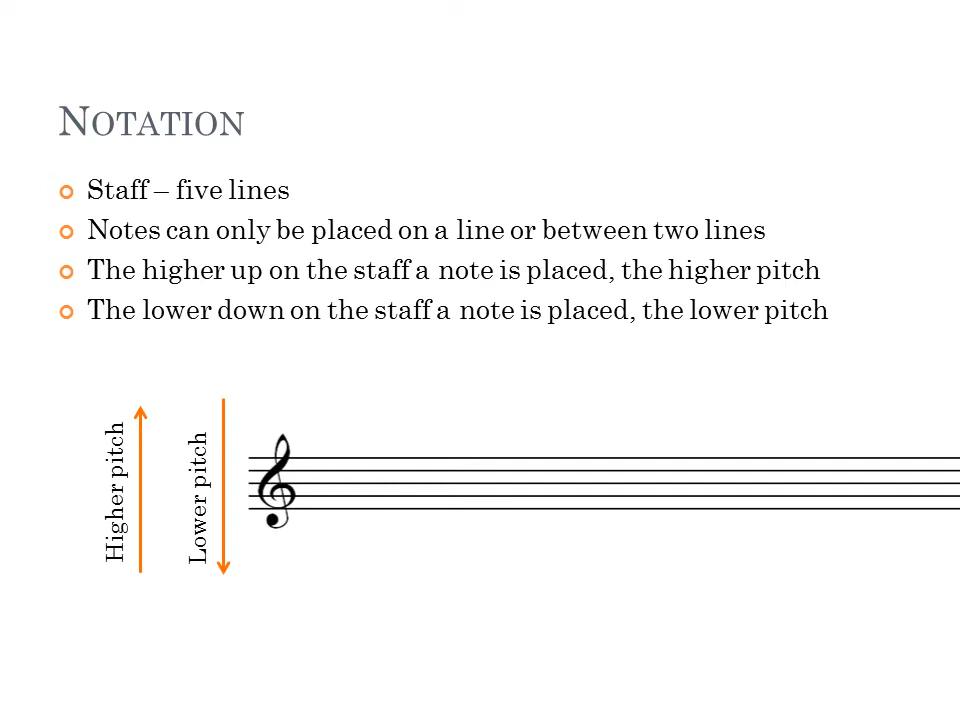 NOTATION
Staff – five lines
Notes can only be placed on a line or between two lines
The higher up on the staff a note is placed, the higher pitch
The lower down on the staff a note is placed, the lower pitch
Higher pitch
Lower pitch